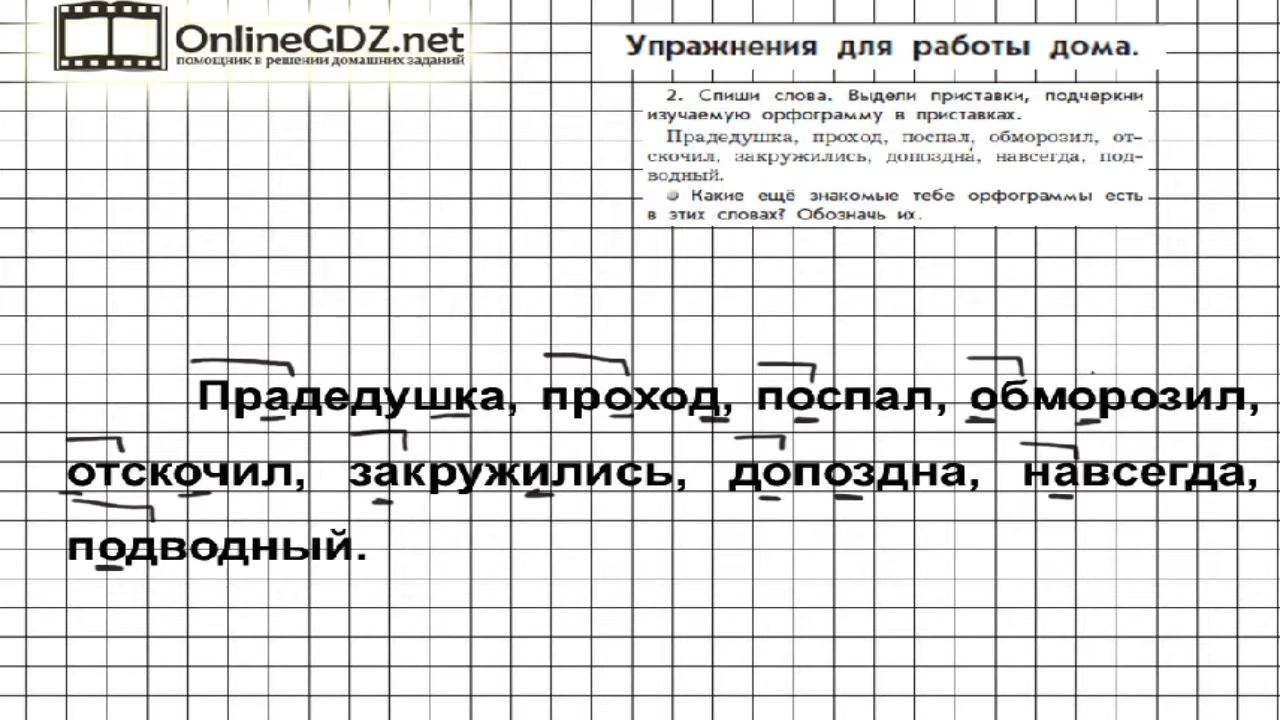 OnlineGDZ.net
помощник в решении домашних заданий
Упражнения для работы дома.
2. Спиши слова. Выдели приставки, подчеркни
изучаемую орфограмму в приставках.
Прадедушка, проход, поспал, обморозил, от-
скочил, закружились, допоздна́, навсегда, под-
водный.
Какие ещё знакомые тебе орфограммы есть
в этих словах? Обозначь их.
Прадедушка, проход, поспал, обморозил,
отскочил, закружились, допоздна, навсегда,
подводный.